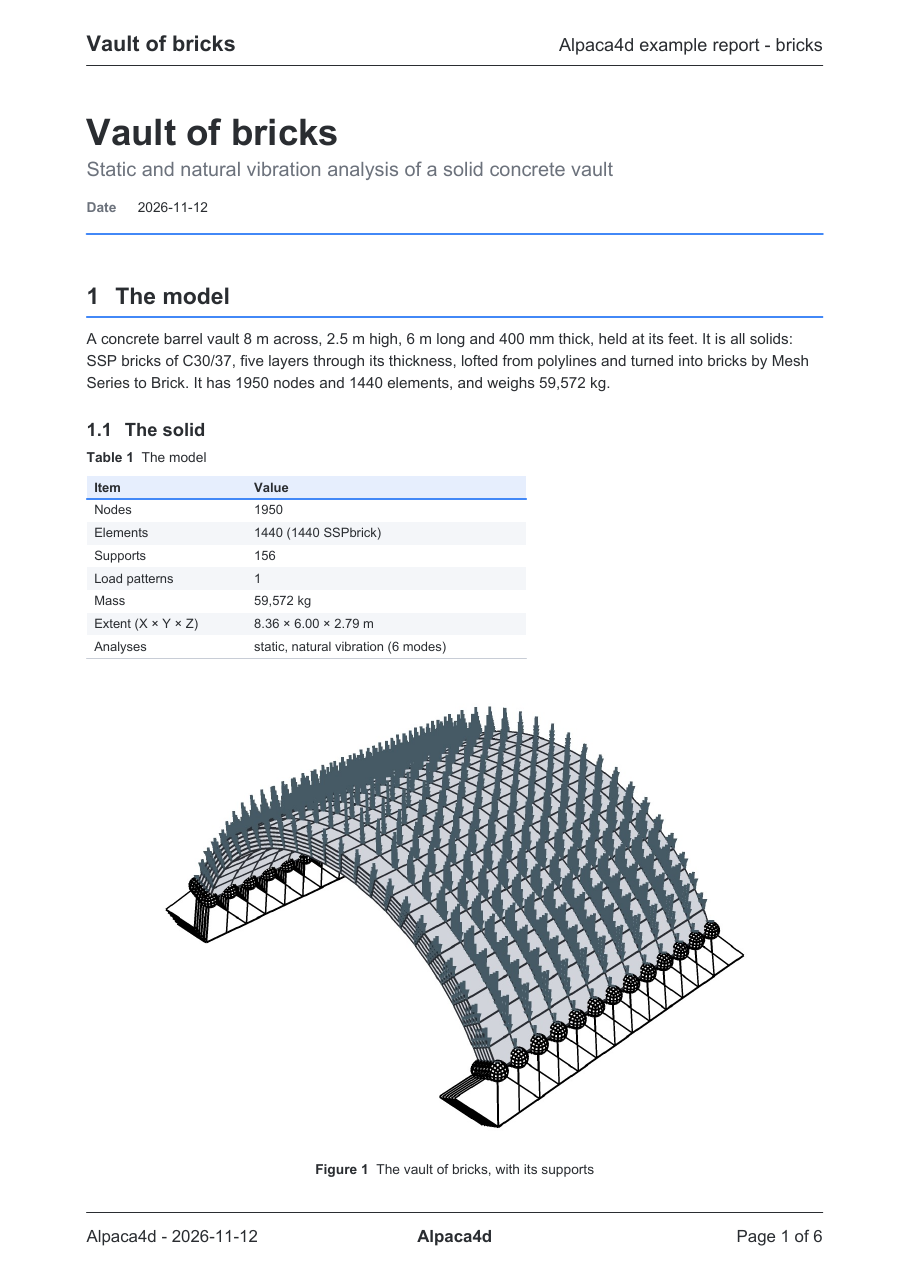 Vault of bricks
Alpaca4d example report - bricks
Vault of bricks
Static and natural vibration analysis of a solid concrete vault
Date 2026-11-12
1 The model
A concrete barrel vault 8 m across, 2.5 m high, 6 m long and 400 mm thick, held at its feet. It is all solids:
SSP bricks of C30/37, five layers through its thickness, lofted from polylines and turned into bricks by Mesh
Series to Brick. It has 1950 nodes and 1440 elements, and weighs 59,572 kg.
1.1 The solid
Table 1 The model
Item Value
Nodes 1950
Elements 1440 (1440 SSPbrick)
Supports 156
Load patterns 1
Mass 59,572 kg
Extent (X × Y × Z) 8.36 × 6.00 × 2.79 m
Analyses static, natural vibration (6 modes)
Figure 1 The vault of bricks, with its supports
Alpaca4d - 2026-11-12
Alpaca4d
Page 1 of 6